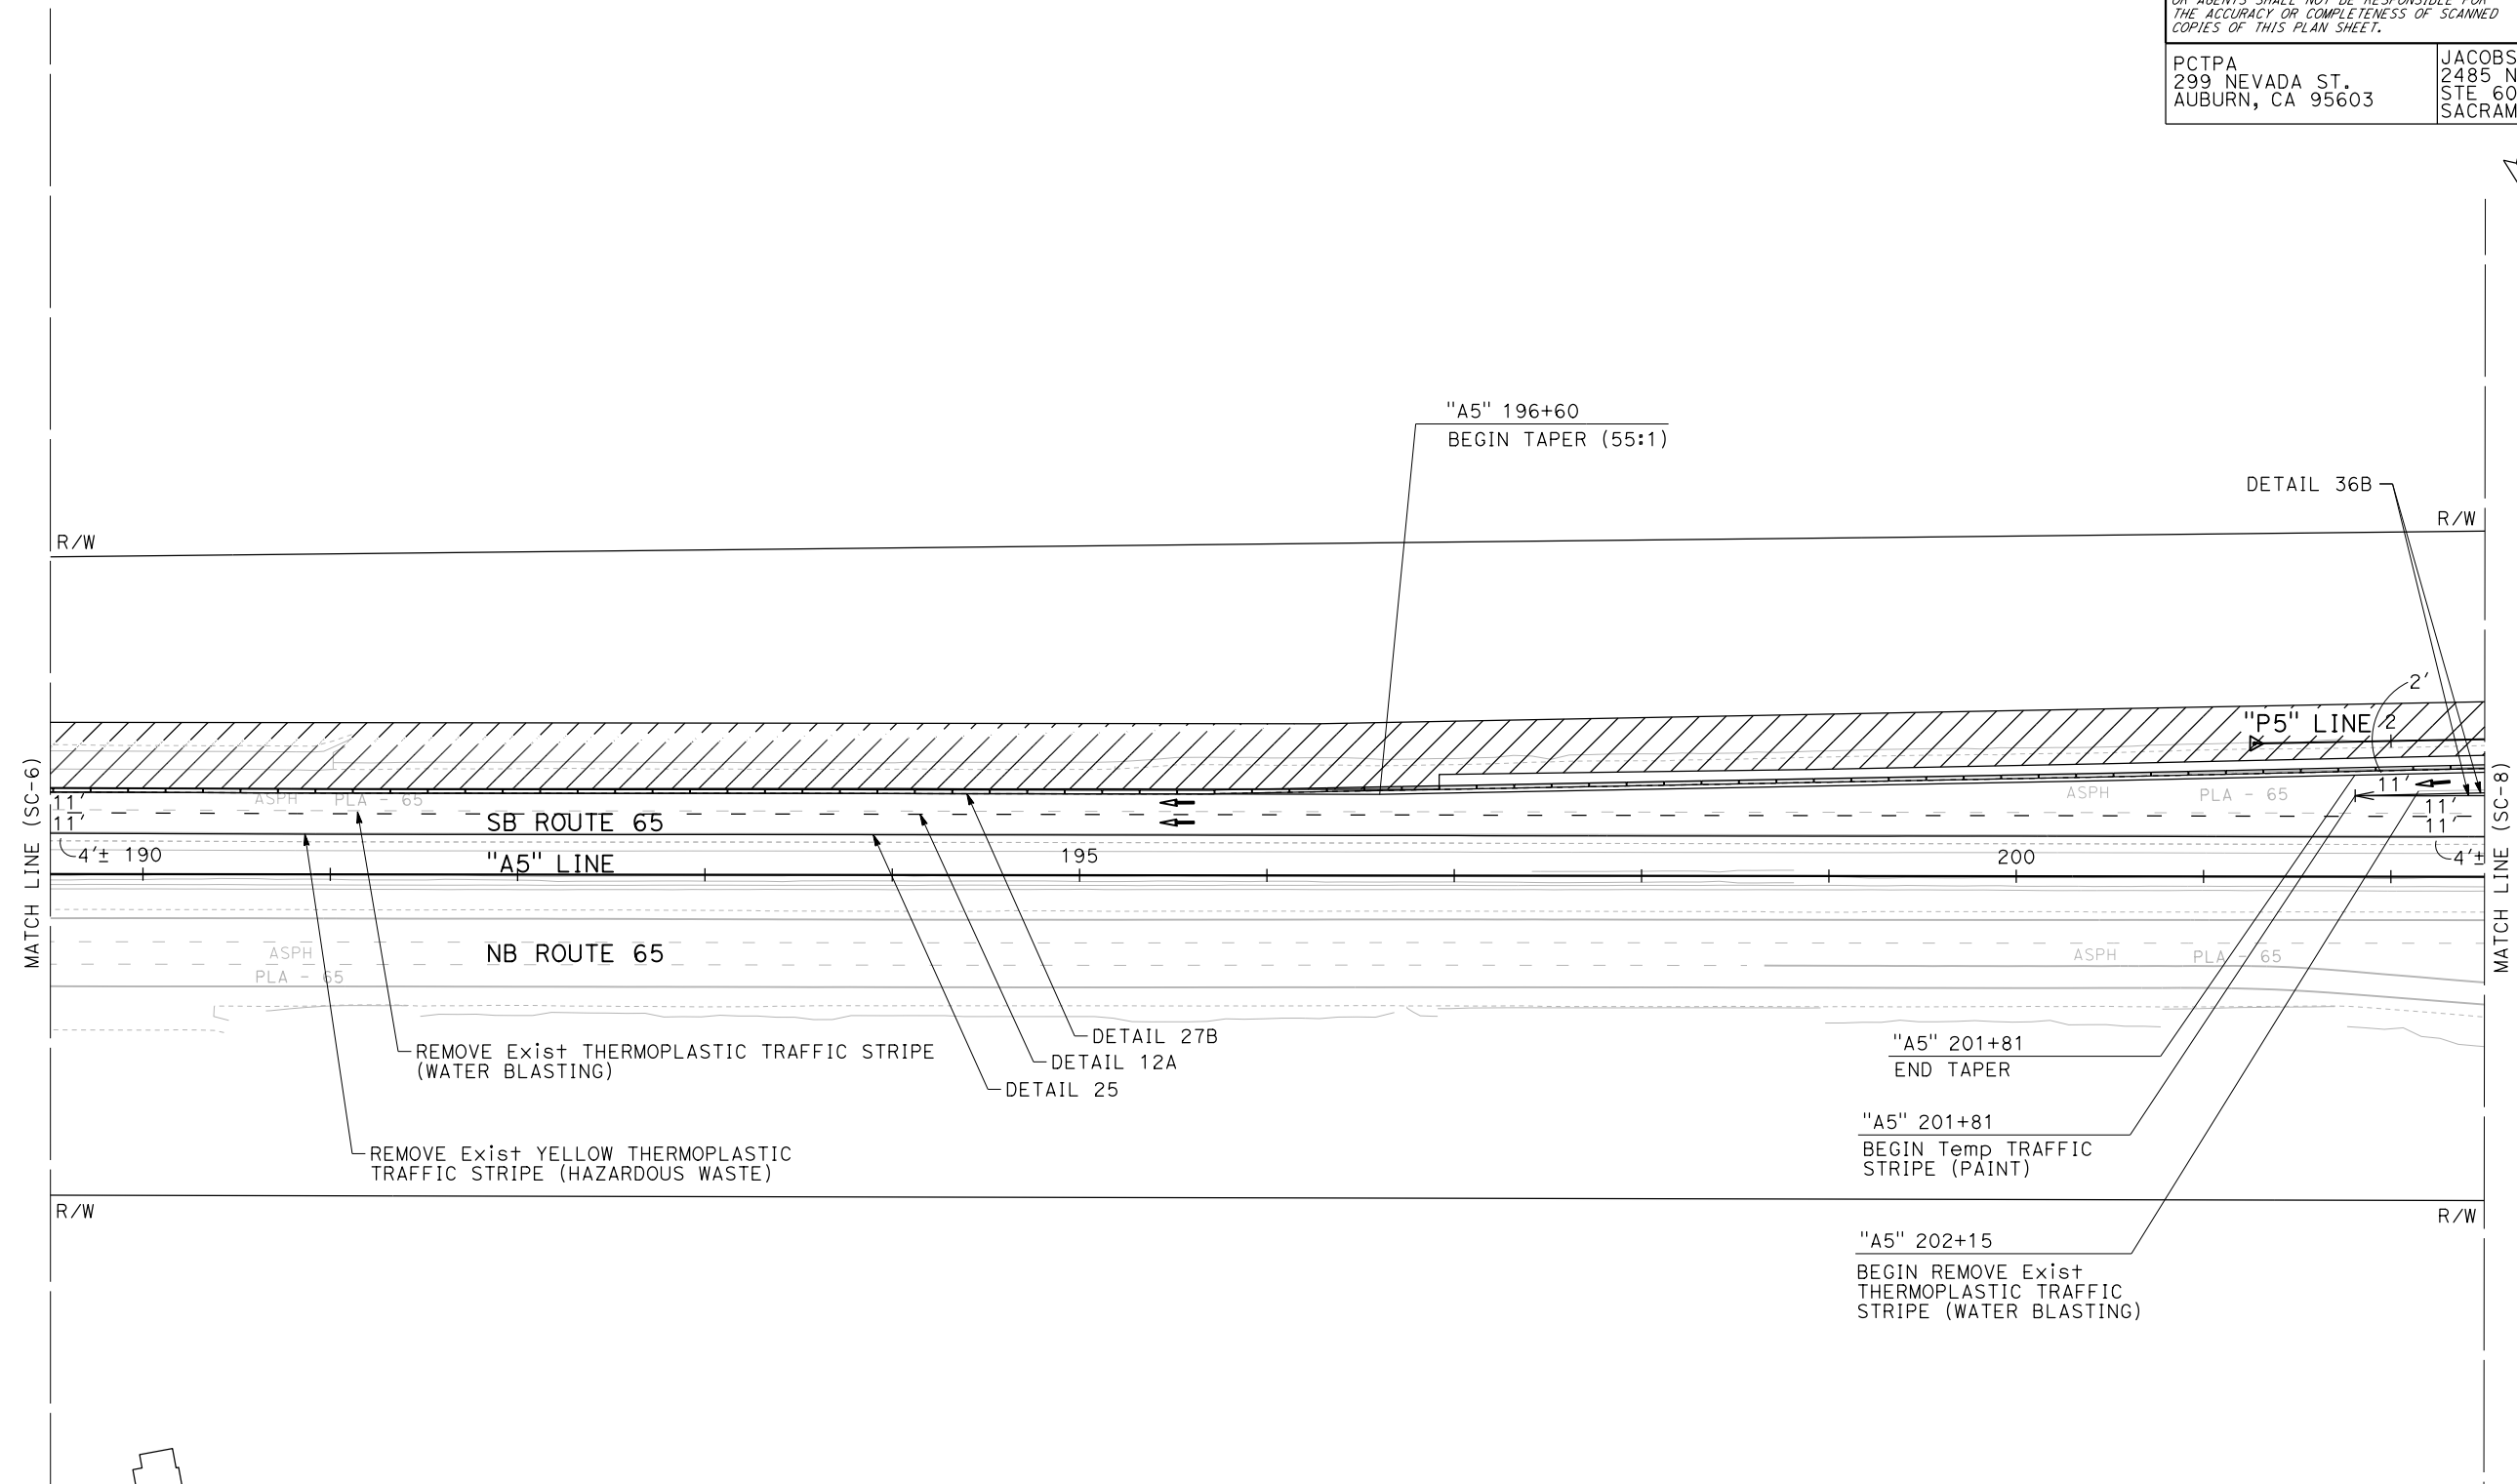 OR AGENTS SHALL NOT BE RESPONSIBLE FOR
THE ACCURACY OR COMPLETENESS OF SCANNED
COPIES OF THIS PLAN SHEET.
PCTPA
299 NEVADA ST.
AUBURN, CA 95603
JACOBS
2485 N
STE 60
SACRAM
"A5" 196+60
BEGIN TAPER (55:1)
DETAIL 36B
R/W
R/W
2'
"P5" LINE
2
MATCH LINE (SC-6)
MATCH LINE (SC-8)
11'
11'
ASPH
PLA - 65
SB ROUTE 65
ASPH
PLA - 65
11'
11'
11'
4'±
190
"A5" LINE
195
200
4'±
ASPH
PLA - 65
NB ROUTE 65
ASPH
PLA - 65
DETAIL 27B
DETAIL 12A
DETAIL 25
REMOVE Exist THERMOPLASTIC TRAFFIC STRIPE
(WATER BLASTING)
REMOVE Exist YELLOW THERMOPLASTIC
TRAFFIC STRIPE (HAZARDOUS WASTE)
"A5" 201+81
END TAPER
"A5" 201+81
BEGIN Temp TRAFFIC
STRIPE (PAINT)
R/W
R/W
"A5" 202+15
BEGIN REMOVE Exist
THERMOPLASTIC TRAFFIC
STRIPE (WATER BLASTING)